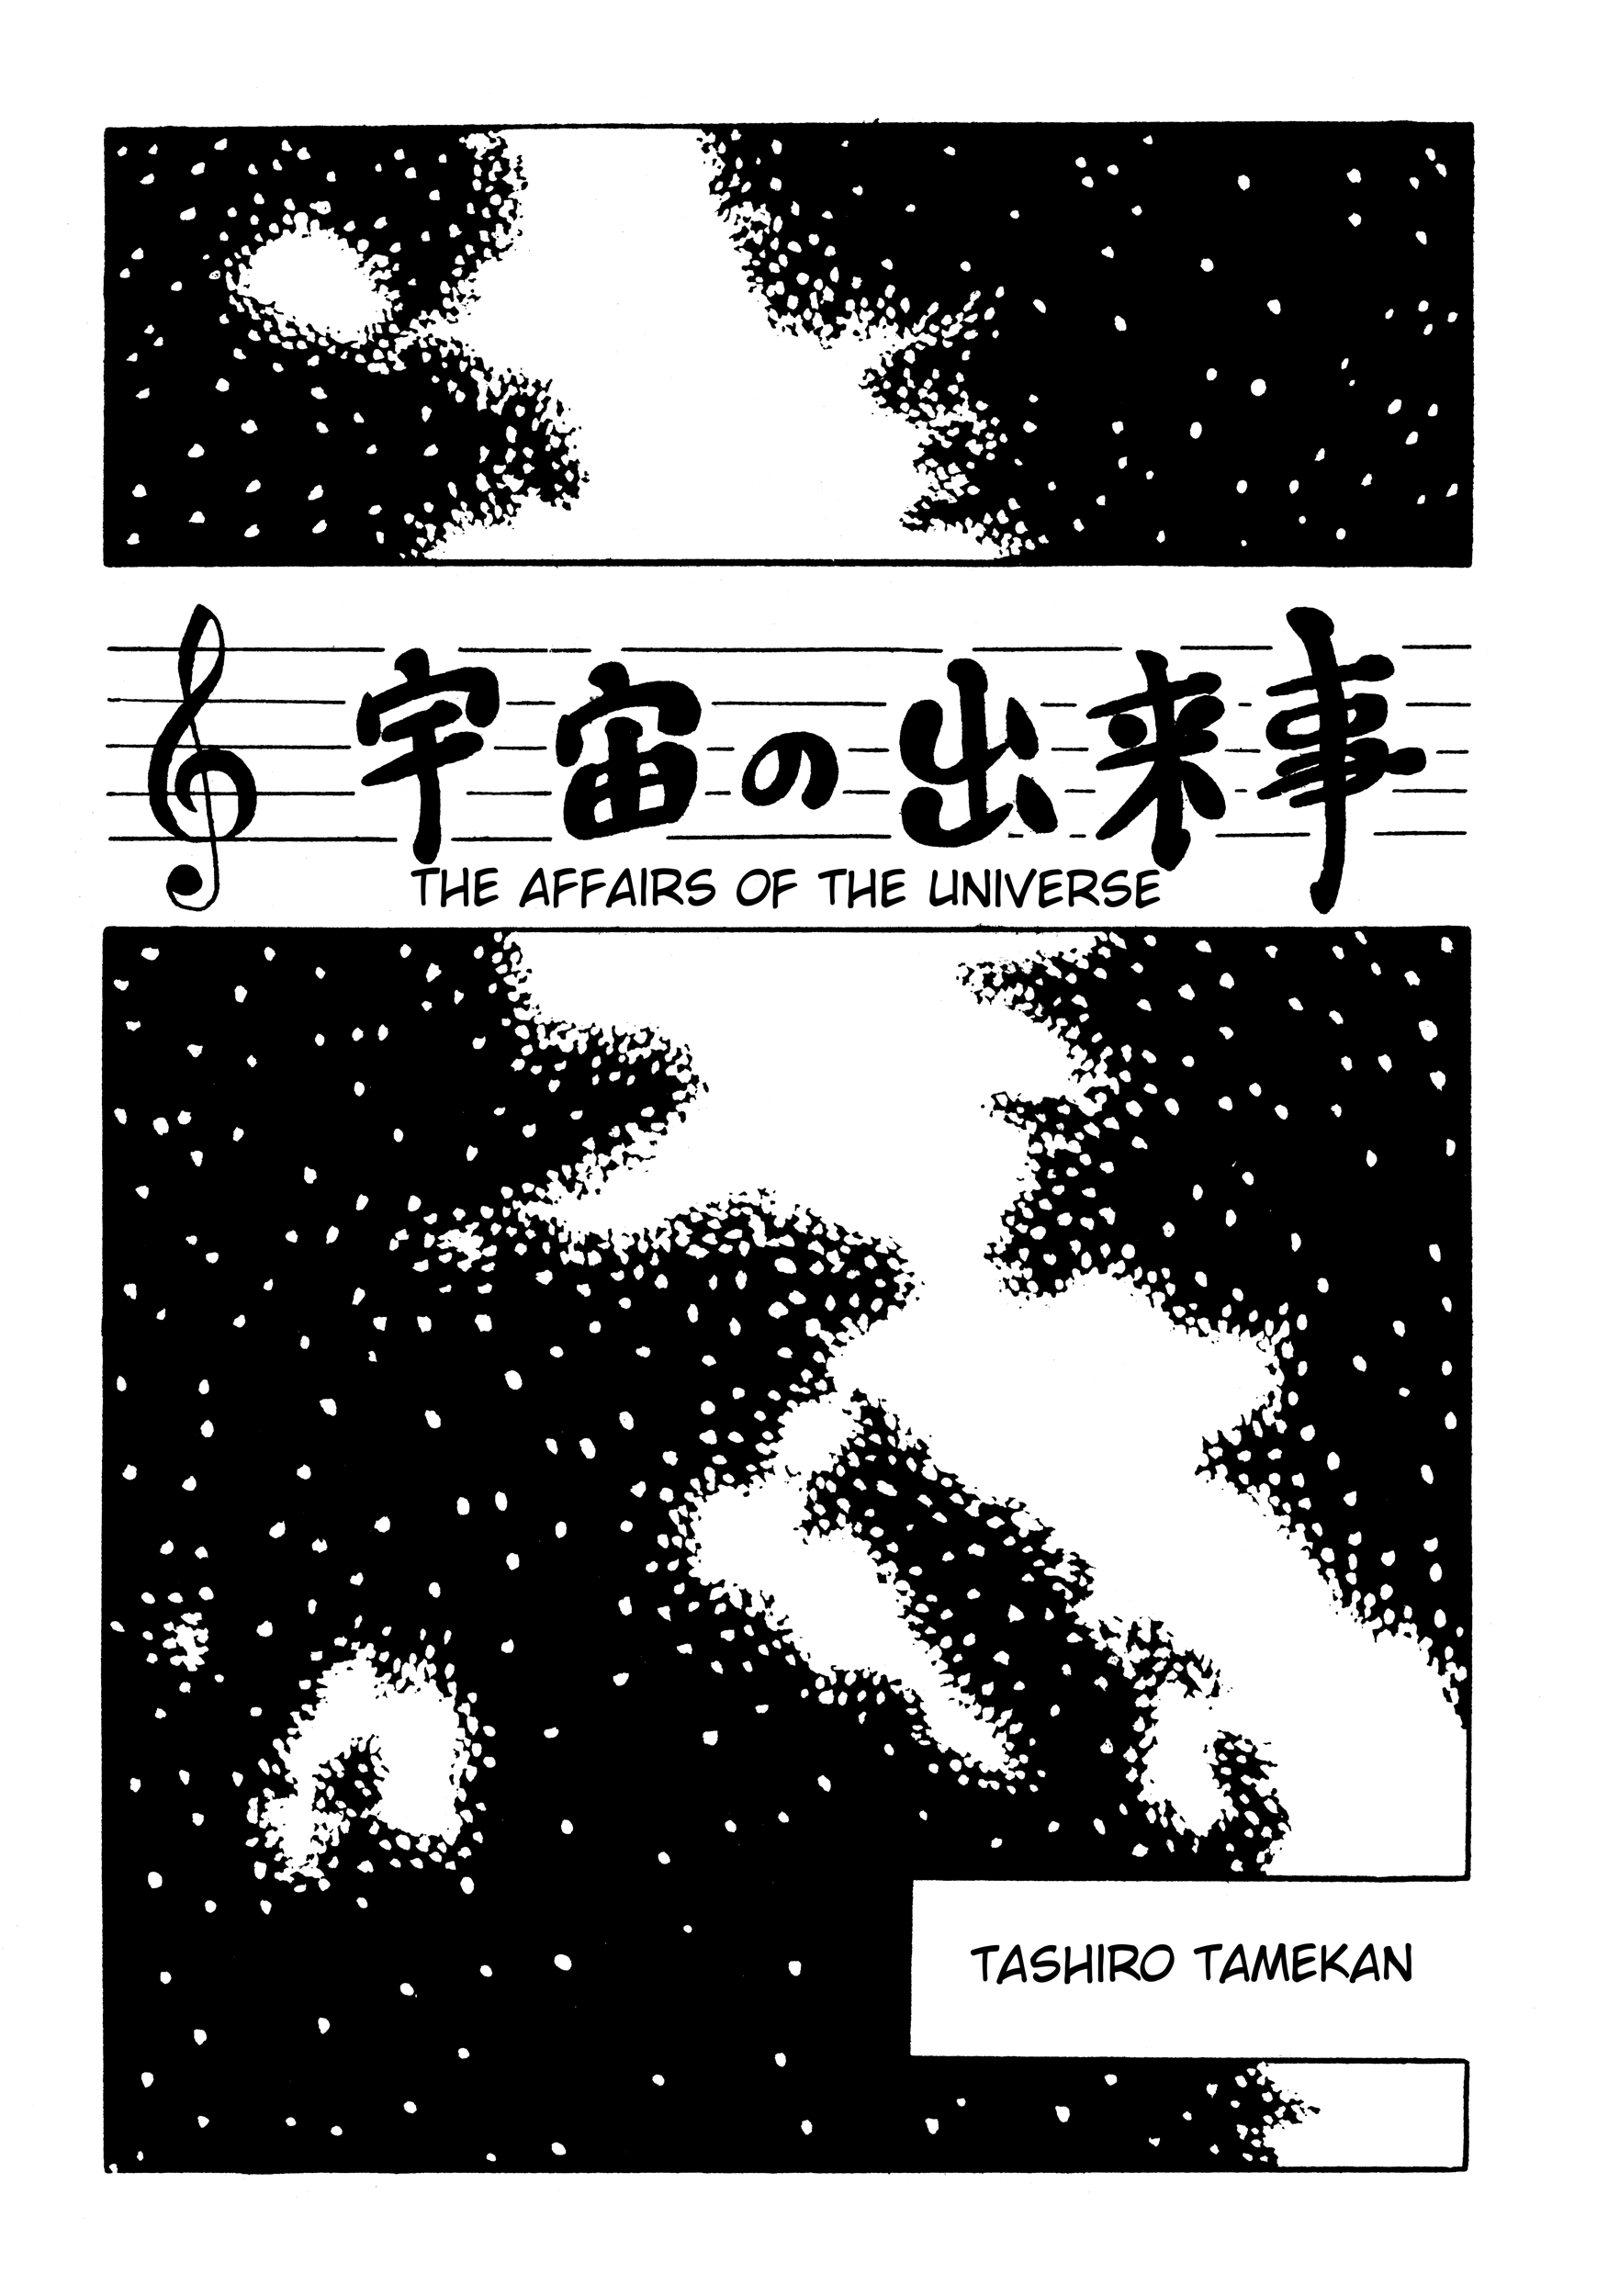 宇宙の出来事
THE AFFAIRS OF THE UNIVERSE
TASHIRO TAMEKAN